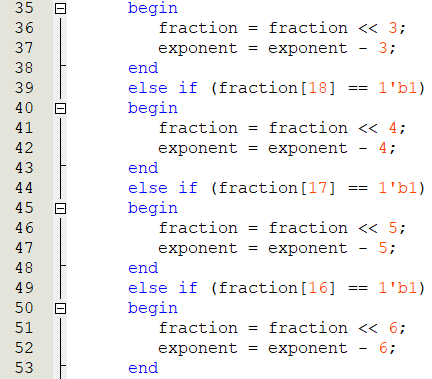 35 begin
36 fraction = fraction << 3;
37 exponent = exponent - 3;
38 end
39 else if (fraction[18] == 1'b1)
40 begin
41 fraction = fraction << 4;
42 exponent = exponent - 4;
43 end
44 else if (fraction[17] == 1'b1)
45 begin
46 fraction = fraction << 5;
47 exponent = exponent - 5;
48 end
49 else if (fraction[16] == 1'b1)
50 begin
51 fraction = fraction << 6;
52 exponent = exponent - 6;
53 end